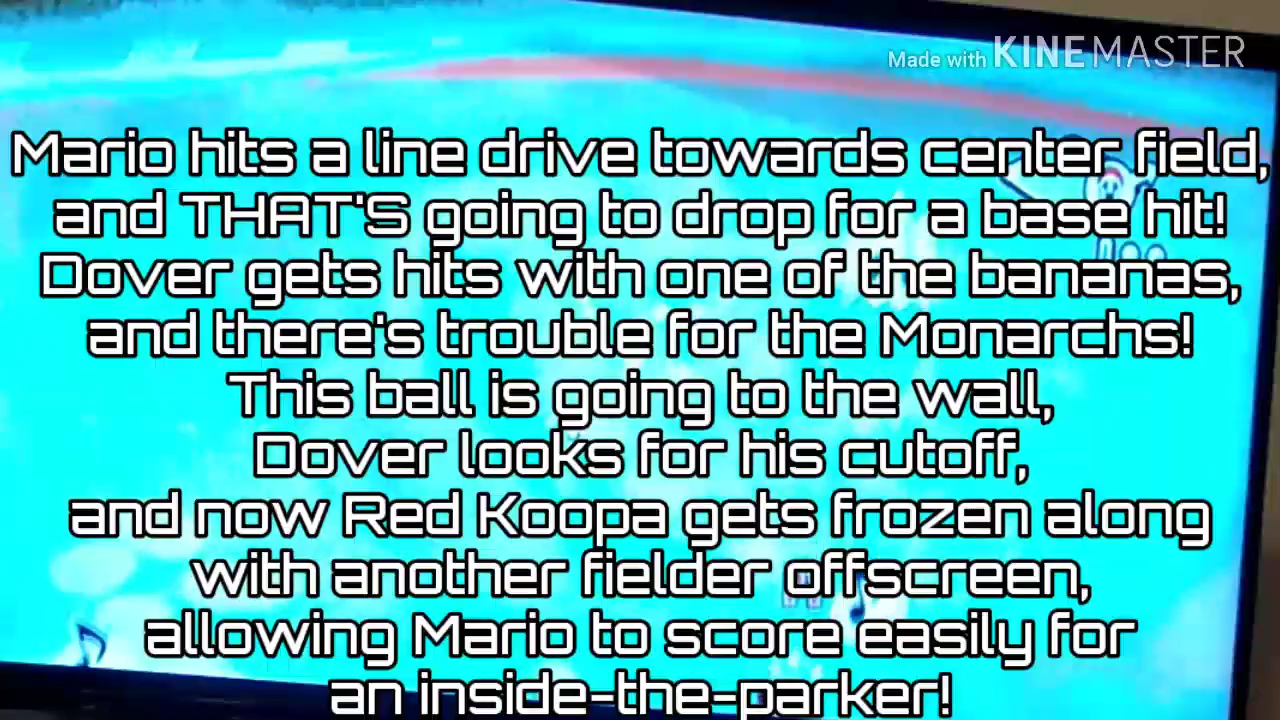 Made with KINEMASTER
Mario hits a line drive towards center field,
and THAT'S going to drop for a base hit!
Dover gets hits with one of the bananas,
and there's trouble for the Monarchs!
This ball is going to the wall,
Dover looks for his cutoff,
and now Red Koopa gets frozen along
with another fielder offscreen,
allowing Mario to score easily for
an inside-the-parker!